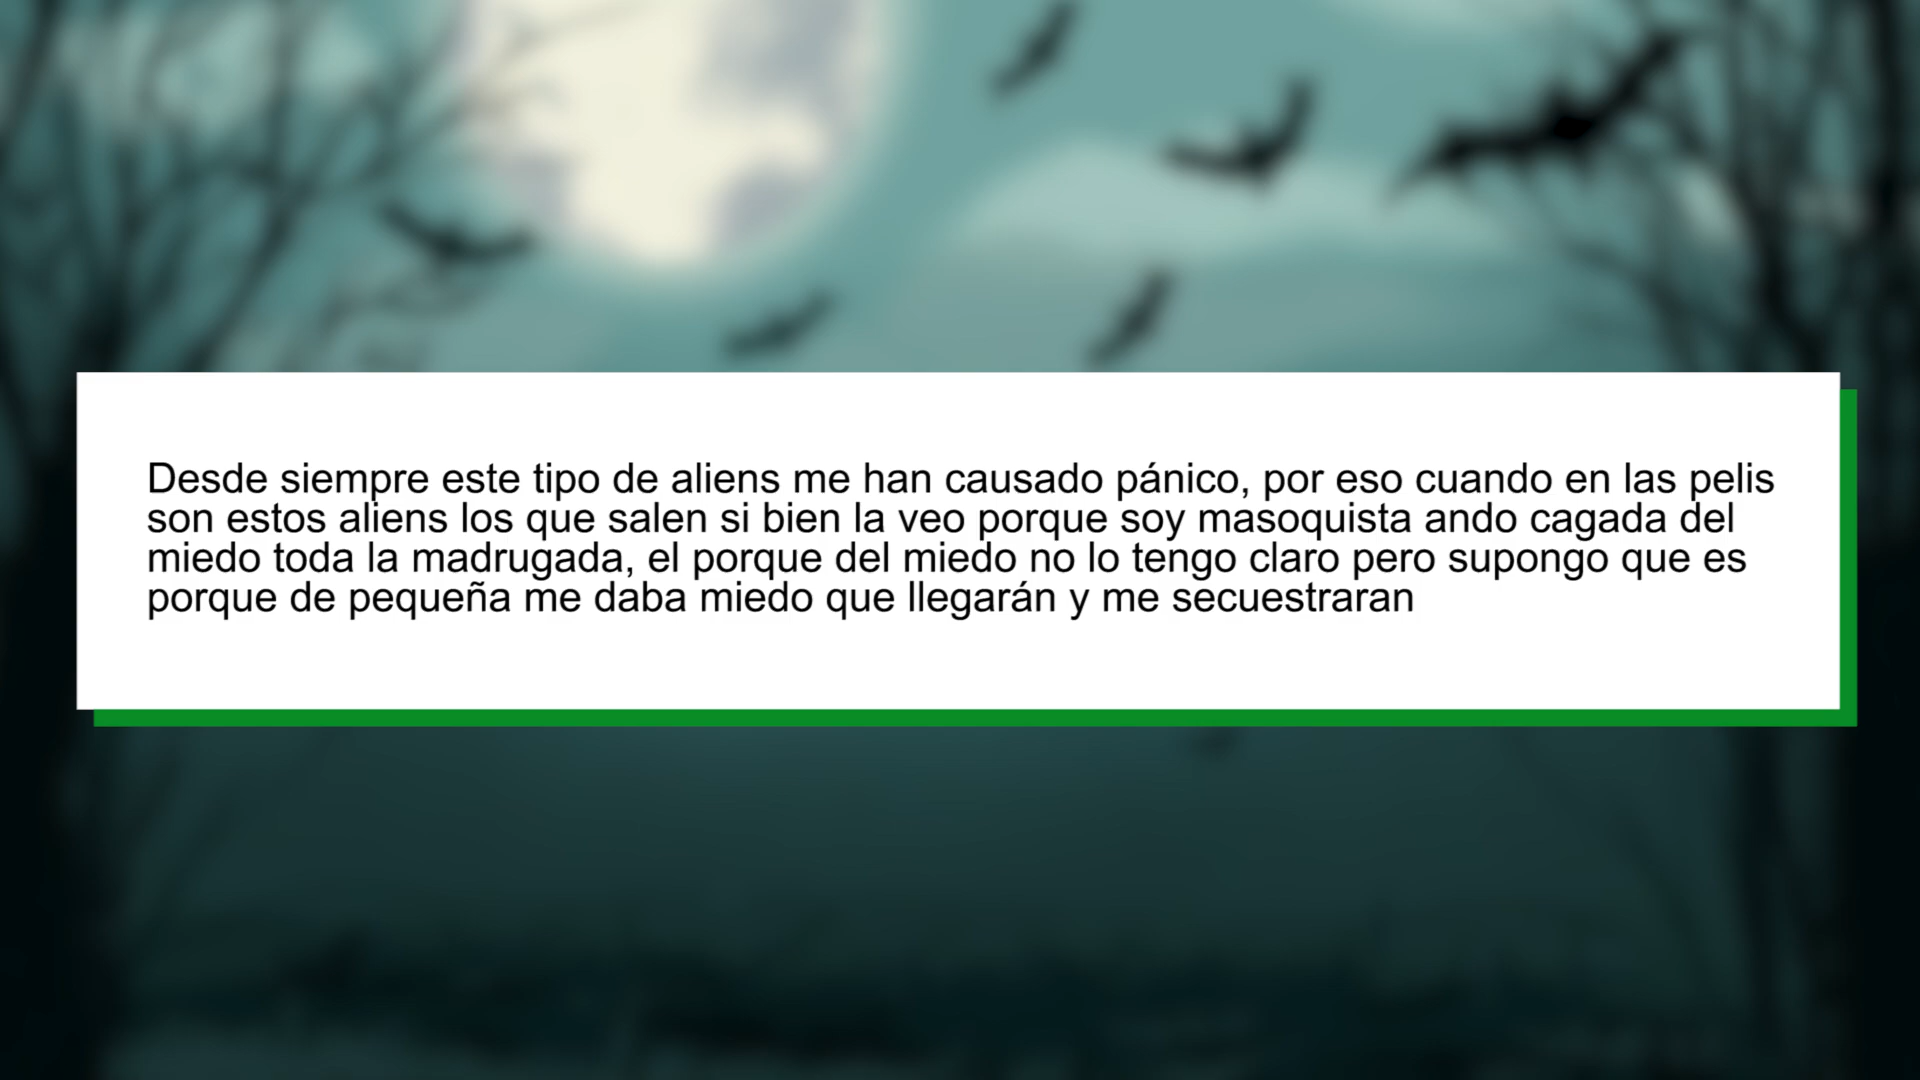 Desde siempre este tipo de aliens me han causado pánico, por eso cuando en las pelis
son estos aliens los que salen si bien la veo porque soy masoquista ando cagada del
miedo toda la madrugada, el porque del miedo no lo tengo claro pero supongo que es
porque de pequeña me daba miedo que llegarán y me secuestraran